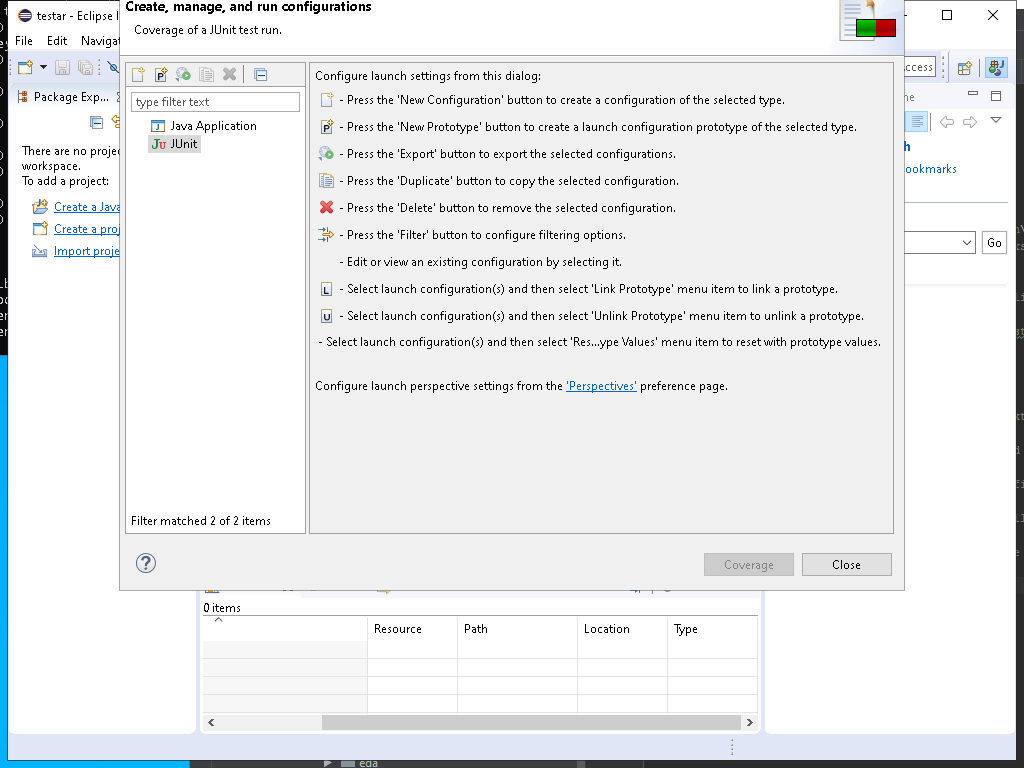 testar - Eclipse I
Create, manage, and run configurations
Coverage of a JUnit test run.
File Edit Naviga
ccess
Package Exp...
type filter text
Java Application
JUnit
There are no proje
workspace.
To add a project:
Create a Java
Create a proj
Import proje
Configure launch settings from this dialog:
- Press the 'New Configuration' button to create a configuration of the selected type.
- Press the 'New Prototype' button to create a launch configuration prototype of the selected type.
- Press the 'Export' button to export the selected configurations.
- Press the 'Duplicate' button to copy the selected configuration.
- Press the 'Delete' button to remove the selected configuration.
- Press the 'Filter' button to configure filtering options.
- Edit or view an existing configuration by selecting it.
- Select launch configuration(s) and then select 'Link Prototype' menu item to link a prototype.
- Select launch configuration(s) and then select 'Unlink Prototype' menu item to unlink a prototype.
- Select launch configuration(s) and then select 'Res...ype Values' menu item to reset with prototype values.
Configure launch perspective settings from the 'Perspectives' preference page.
ookmarks
Go
Filter matched 2 of 2 items
Coverage
Close
0 items
Resource Path Location Type
eda